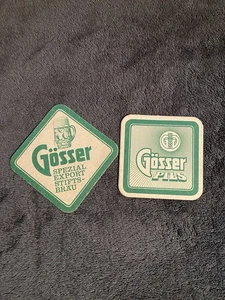 Gösser
SPEZIAL
EXPORT
STIFTS-
BRÄU
Gösser
PILS